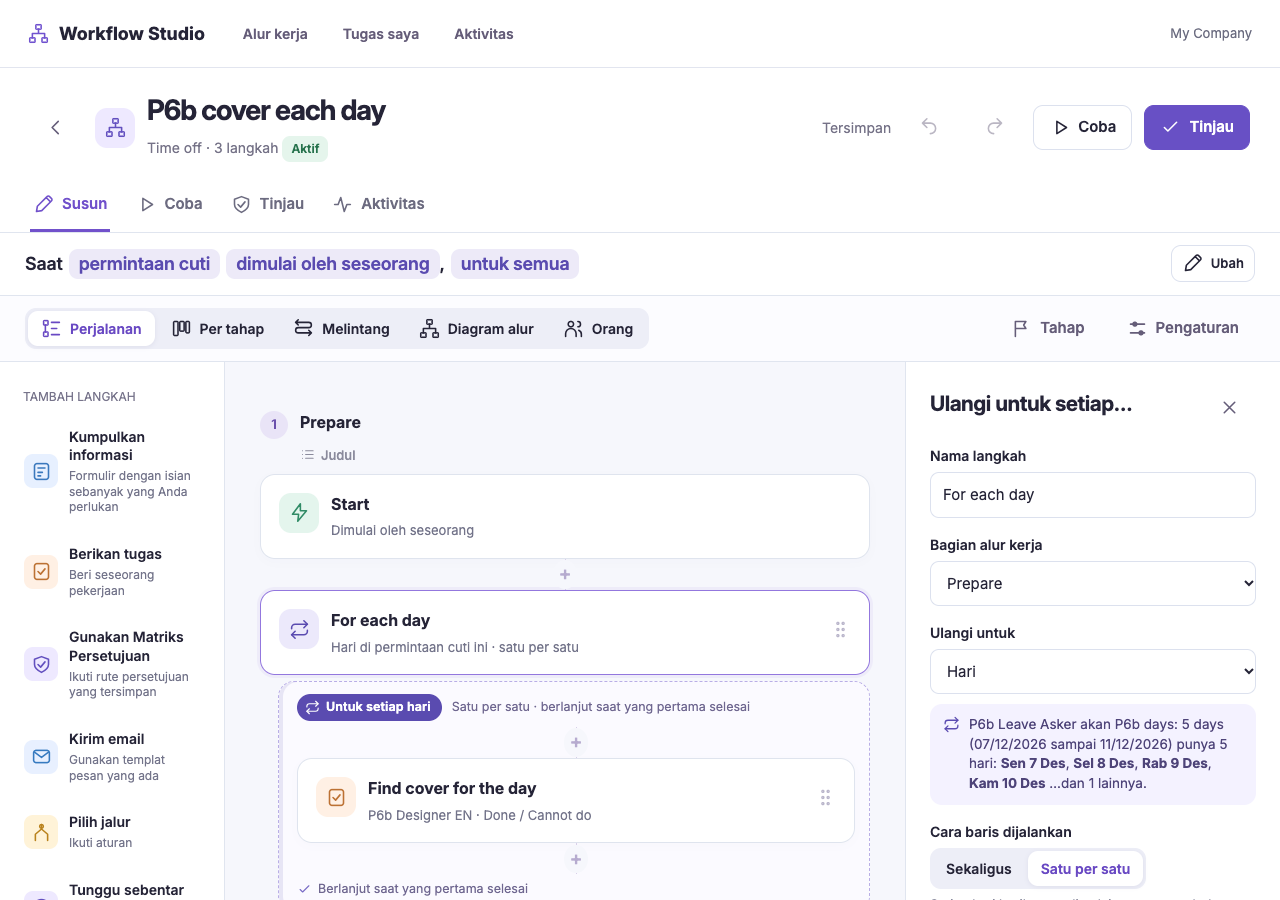 Workflow Studio
Alur kerja
Tugas saya
Aktivitas
My Company
P6b cover each day
Time off · 3 langkah Aktif
Tersimpan
Coba
Tinjau
Susun
Coba
Tinjau
Aktivitas
Saat permintaan cuti dimulai oleh seseorang , untuk semua
Ubah
Perjalanan
Per tahap
Melintang
Diagram alur
Orang
Tahap
Pengaturan
TAMBAH LANGKAH
Kumpulkan
informasi
Formulir dengan isian
sebanyak yang Anda
perlukan
Berikan tugas
Beri seseorang
pekerjaan
Gunakan Matriks
Persetujuan
Ikuti rute persetujuan
yang tersimpan
Kirim email
Gunakan templat
pesan yang ada
Pilih jalur
Ikuti aturan
Tunggu sebentar
1 Prepare
Judul
Start
Dimulai oleh seseorang
For each day
Hari di permintaan cuti ini · satu per satu
Untuk setiap hari
Satu per satu · berlanjut saat yang pertama selesai
Find cover for the day
P6b Designer EN · Done / Cannot do
Berlanjut saat yang pertama selesai
Ulangi untuk setiap...
Nama langkah
For each day
Bagian alur kerja
Prepare
Ulangi untuk
Hari
P6b Leave Asker akan P6b days: 5 days
(07/12/2026 sampai 11/12/2026) punya 5
hari: Sen 7 Des, Sel 8 Des, Rab 9 Des,
Kam 10 Des ...dan 1 lainnya.
Cara baris dijalankan
Sekaligus
Satu per satu